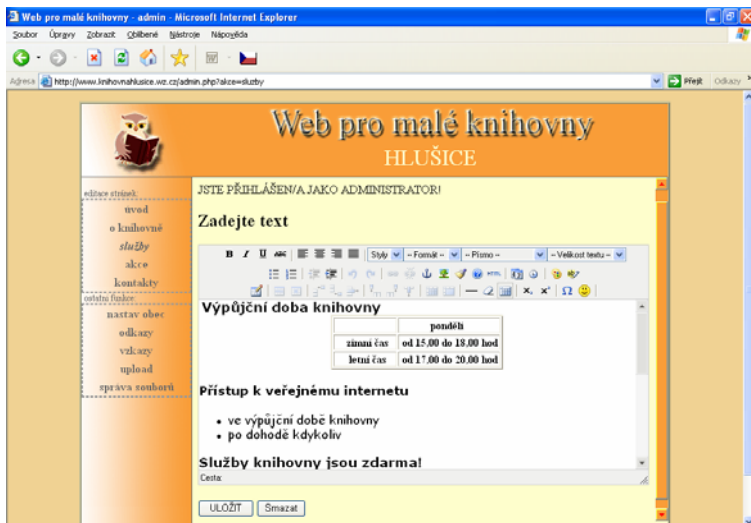 Web pro malé knihovny - admin - Microsoft Internet Explorer
Soubor Úpravy Zobrazit Oblíbené Nástroje Nápověda
Adresa http://www.knihovnahlusice.wz.cz/admin.php?akce=sluzby Přejít Odkazy
Web pro malé knihovny
HLUŠICE
editace stránek:
úvod
o knihovně
služby
akce
kontakty
ostatní funkce:
nastav obec
odkazy
vzkazy
upload
správa souborů
JSTE PŘIHLÁŠEN/A JAKO ADMINISTRATOR!
Zadejte text
B I U ABC Styly -- Formát -- -- Písmo -- -- Velikost textu --
HTML
x, x² Ω
Výpůjční doba knihovny
pondělí
zimní čas od 15.00 do 18.00 hod
letní čas od 17.00 do 20.00 hod
Přístup k veřejnému internetu
• ve výpůjční době knihovny
• po dohodě kdykoliv
Služby knihovny jsou zdarma!
Cesta:
ULOŽIT Smazat